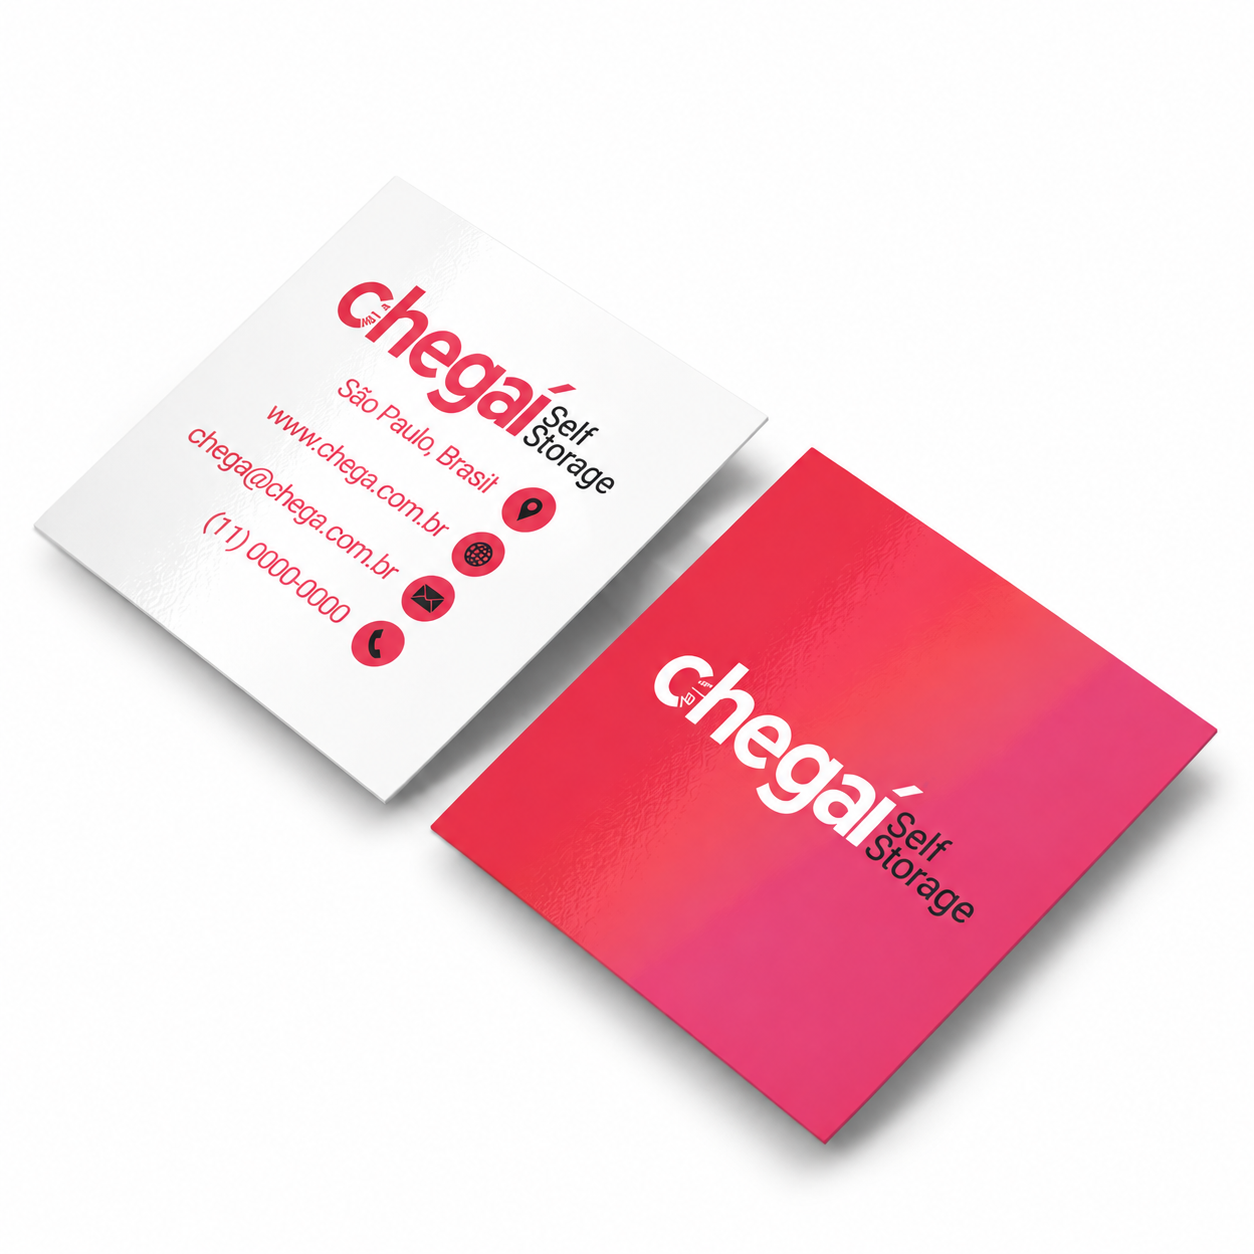 chegaí
Self
Storage
São Paulo, Brasil
www.chega.com.br
chega@chega.com.br
(11) 0000-0000
chegaí
Self
Storage